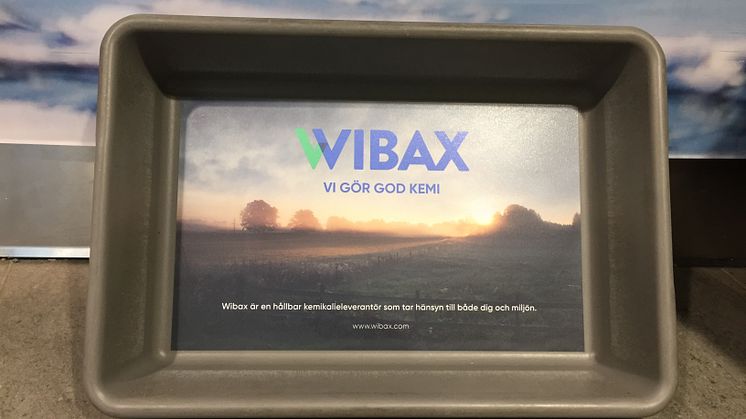 WIBAX
VI GÖR GOD KEMI
Wibax är en hållbar kemikalieleverantör som tar hänsyn till både dig och miljön.
www.wibax.com